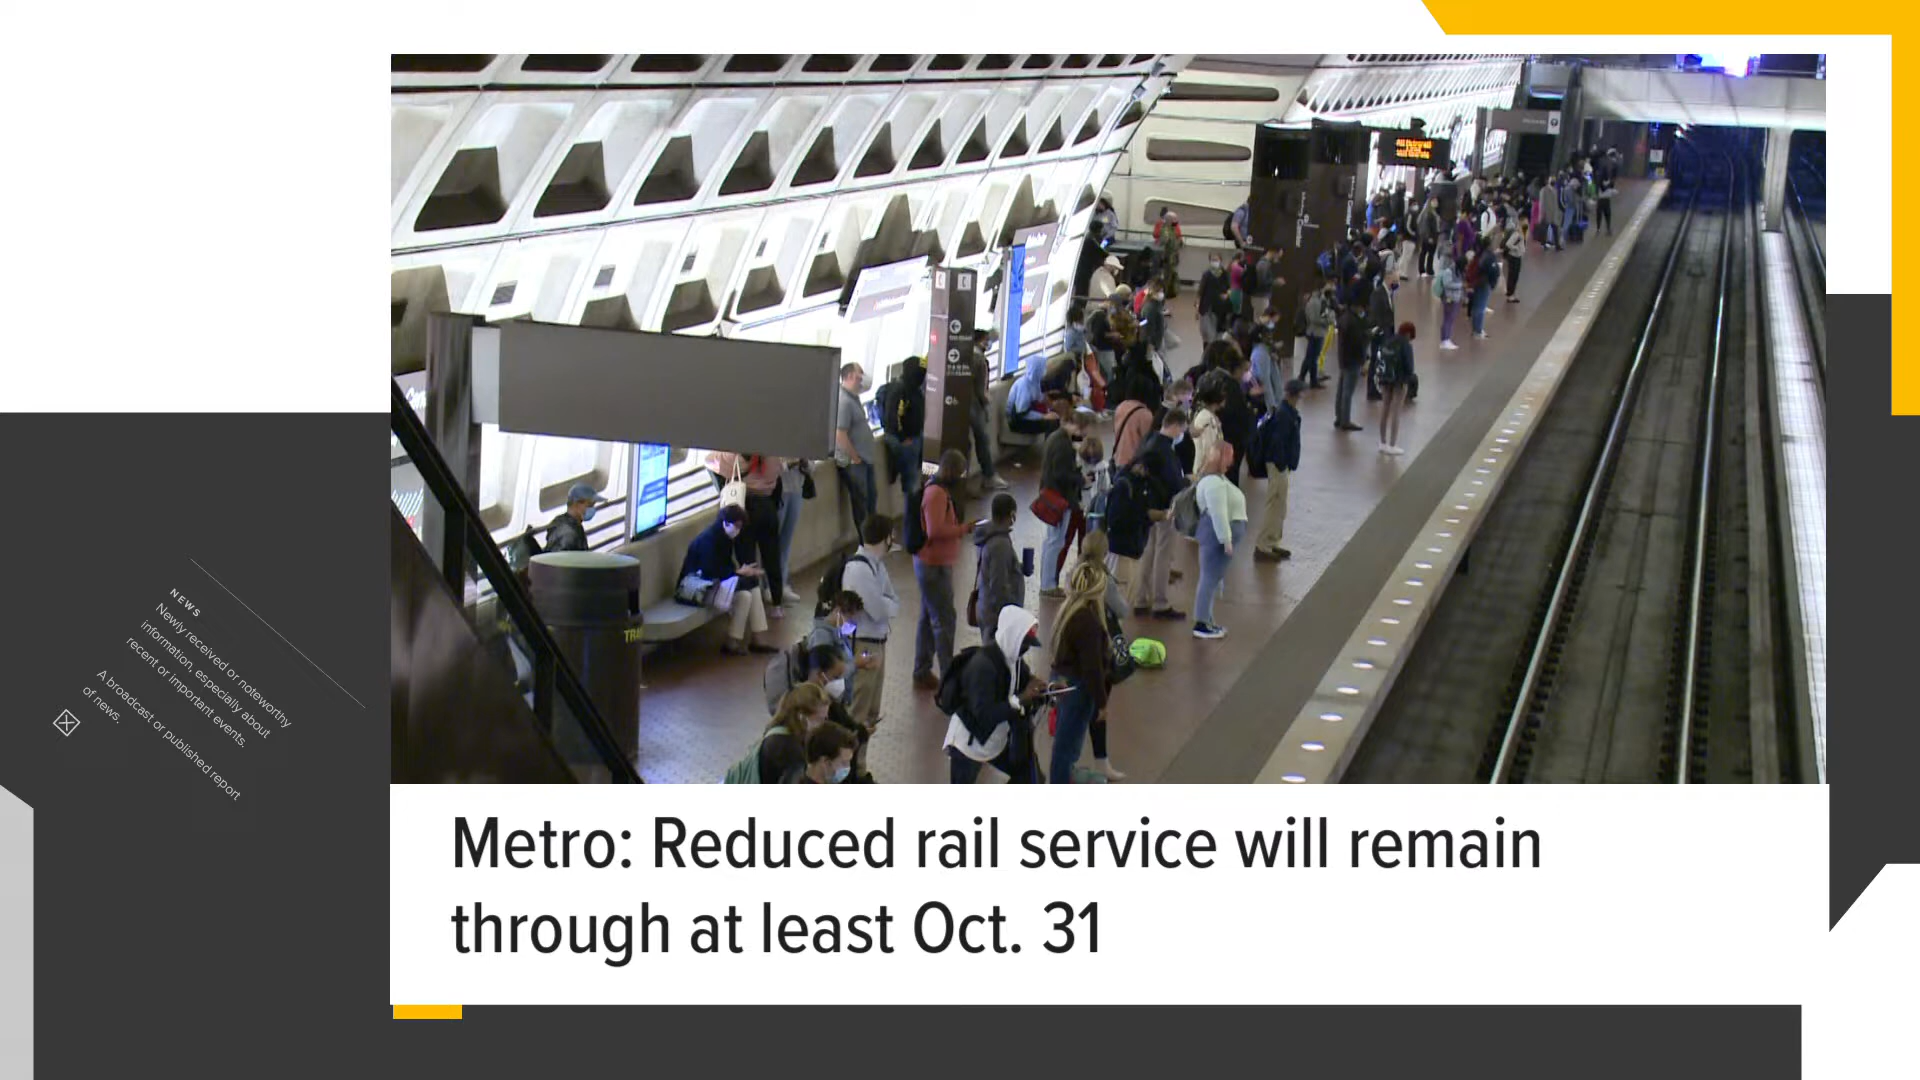 NEWS
Newly received or noteworthy
information, especially about
recent or important events.
A broadcast or published report
of news.
TRA
Metro: Reduced rail service will remain
through at least Oct. 31